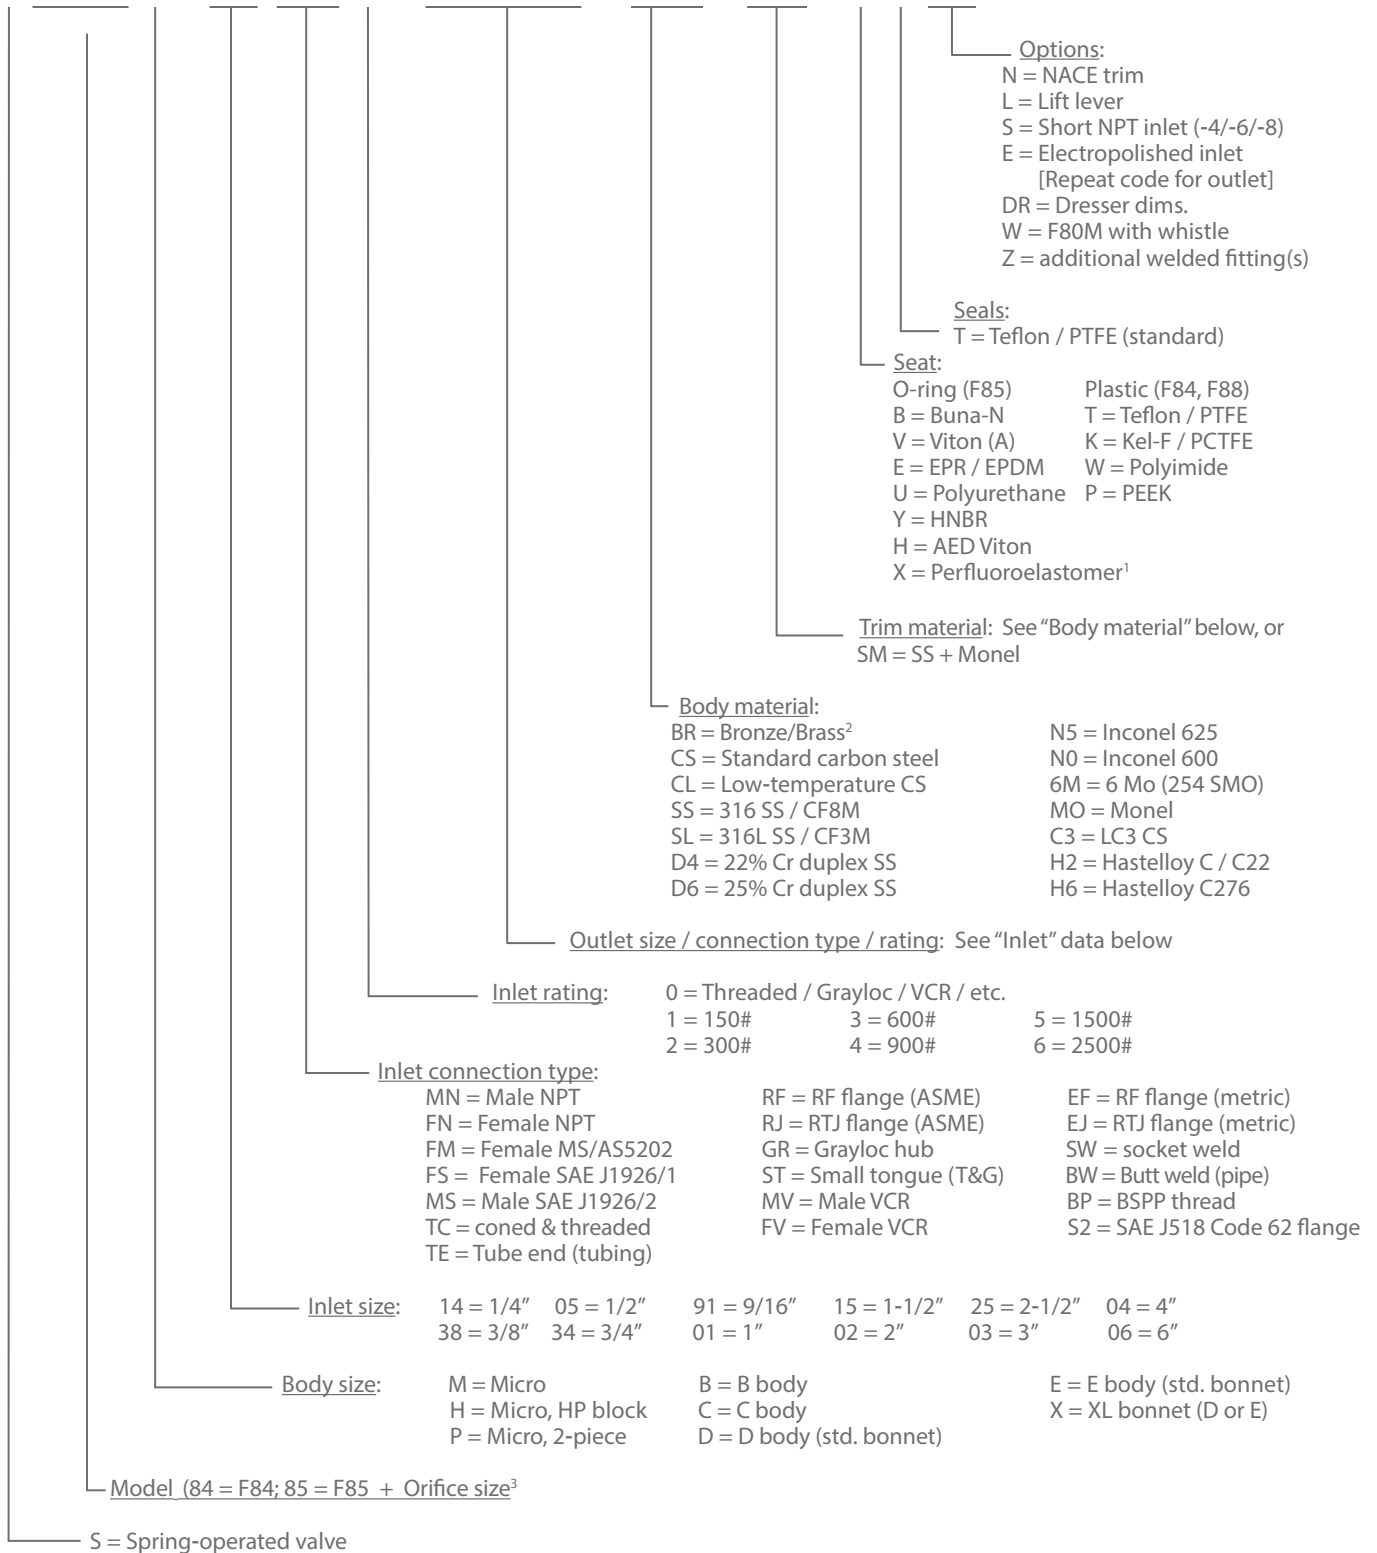 Options:
N = NACE trim
L = Lift lever
S = Short NPT inlet (-4/-6/-8)
E = Electropolished inlet
[Repeat code for outlet]
DR = Dresser dims.
W = F80M with whistle
Z = additional welded fitting(s)
Seals:
T = Teflon / PTFE (standard)
Seat:
O-ring (F85) Plastic (F84, F88)
B = Buna-N T = Teflon / PTFE
V = Viton (A) K = Kel-F / PCTFE
E = EPR / EPDM W = Polyimide
U = Polyurethane P = PEEK
Y = HNBR
H = AED Viton
X = Perfluoroelastomer¹
Trim material: See “Body material” below, or
SM = SS + Monel
Body material:
BR = Bronze/Brass² N5 = Inconel 625
CS = Standard carbon steel N0 = Inconel 600
CL = Low-temperature CS 6M = 6 Mo (254 SMO)
SS = 316 SS / CF8M MO = Monel
SL = 316L SS / CF3M C3 = LC3 CS
D4 = 22% Cr duplex SS H2 = Hastelloy C / C22
D6 = 25% Cr duplex SS H6 = Hastelloy C276
Outlet size / connection type / rating: See “Inlet” data below
Inlet rating: 0 = Threaded / Grayloc / VCR / etc.
1 = 150# 3 = 600# 5 = 1500#
2 = 300# 4 = 900# 6 = 2500#
Inlet connection type:
MN = Male NPT RF = RF flange (ASME) EF = RF flange (metric)
FN = Female NPT RJ = RTJ flange (ASME) EJ = RTJ flange (metric)
FM = Female MS/AS5202 GR = Grayloc hub SW = socket weld
FS = Female SAE J1926/1 ST = Small tongue (T&G) BW = Butt weld (pipe)
MS = Male SAE J1926/2 MV = Male VCR BP = BSPP thread
TC = coned & threaded FV = Female VCR S2 = SAE J518 Code 62 flange
TE = Tube end (tubing)
Inlet size: 14 = 1/4” 05 = 1/2” 91 = 9/16” 15 = 1-1/2” 25 = 2-1/2” 04 = 4”
38 = 3/8” 34 = 3/4” 01 = 1” 02 = 2” 03 = 3” 06 = 6”
Body size: M = Micro B = B body E = E body (std. bonnet)
H = Micro, HP block C = C body X = XL bonnet (D or E)
P = Micro, 2-piece D = D body (std. bonnet)
Model (84 = F84; 85 = F85 + Orifice size³
S = Spring-operated valve